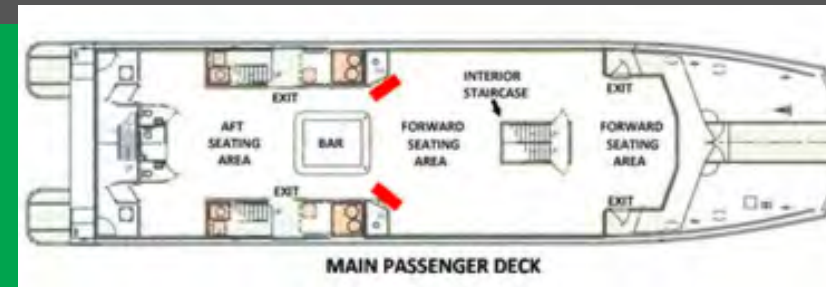 INTERIOR
STAIRCASE
EXIT
EXIT
AFT
SEATING
AREA
BAR
FORWARD
SEATING
AREA
FORWARD
SEATING
AREA
EXIT
EXIT
MAIN PASSENGER DECK